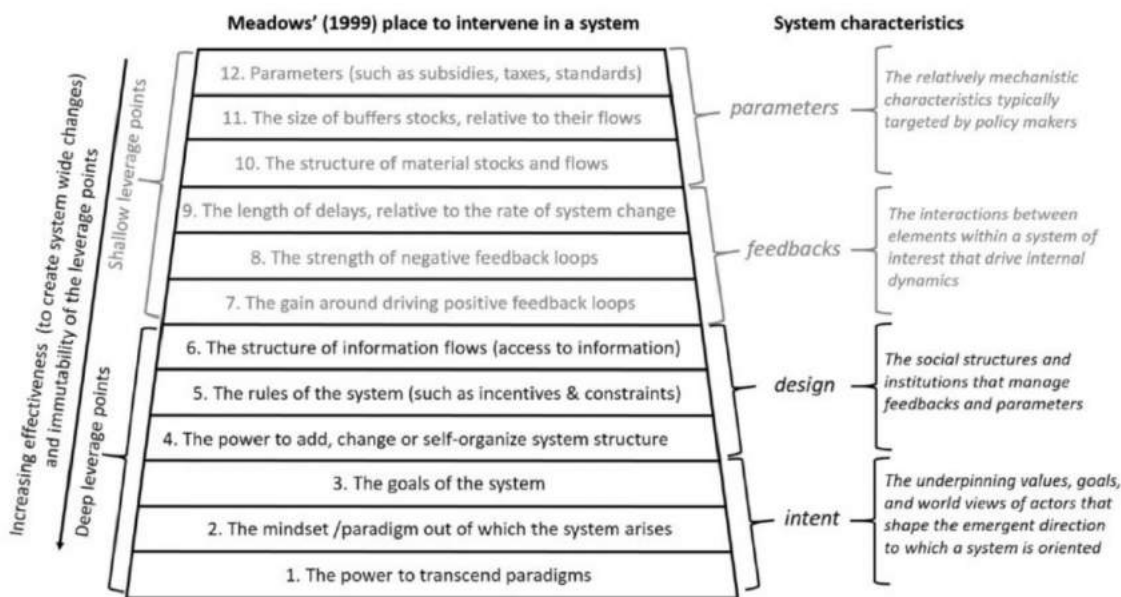 Meadows' (1999) place to intervene in a system
System characteristics
Increasing effectiveness (to create system wide changes)
and immutability of the leverage points
Shallow leverage points
Deep leverage points
12. Parameters (such as subsidies, taxes, standards)
11. The size of buffers stocks, relative to their flows
10. The structure of material stocks and flows
9. The length of delays, relative to the rate of system change
8. The strength of negative feedback loops
7. The gain around driving positive feedback loops
6. The structure of information flows (access to information)
5. The rules of the system (such as incentives & constraints)
4. The power to add, change or self-organize system structure
3. The goals of the system
2. The mindset /paradigm out of which the system arises
1. The power to transcend paradigms
parameters
The relatively mechanistic
characteristics typically
targeted by policy makers
feedbacks
The interactions between
elements within a system of
interest that drive internal
dynamics
design
The social structures and
institutions that manage
feedbacks and parameters
intent
The underpinning values, goals,
and world views of actors that
shape the emergent direction
to which a system is oriented